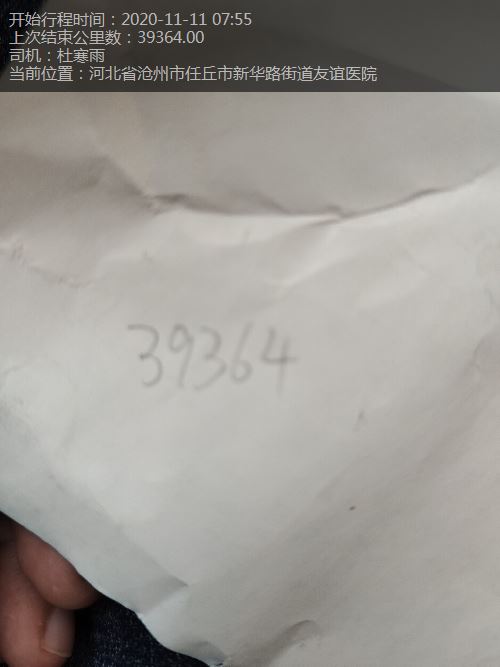 开始行程时间：2020-11-11 07:55
上次结束公里数：39364.00
司机：杜寒雨
当前位置：河北省沧州市任丘市新华路街道友谊医院
39364